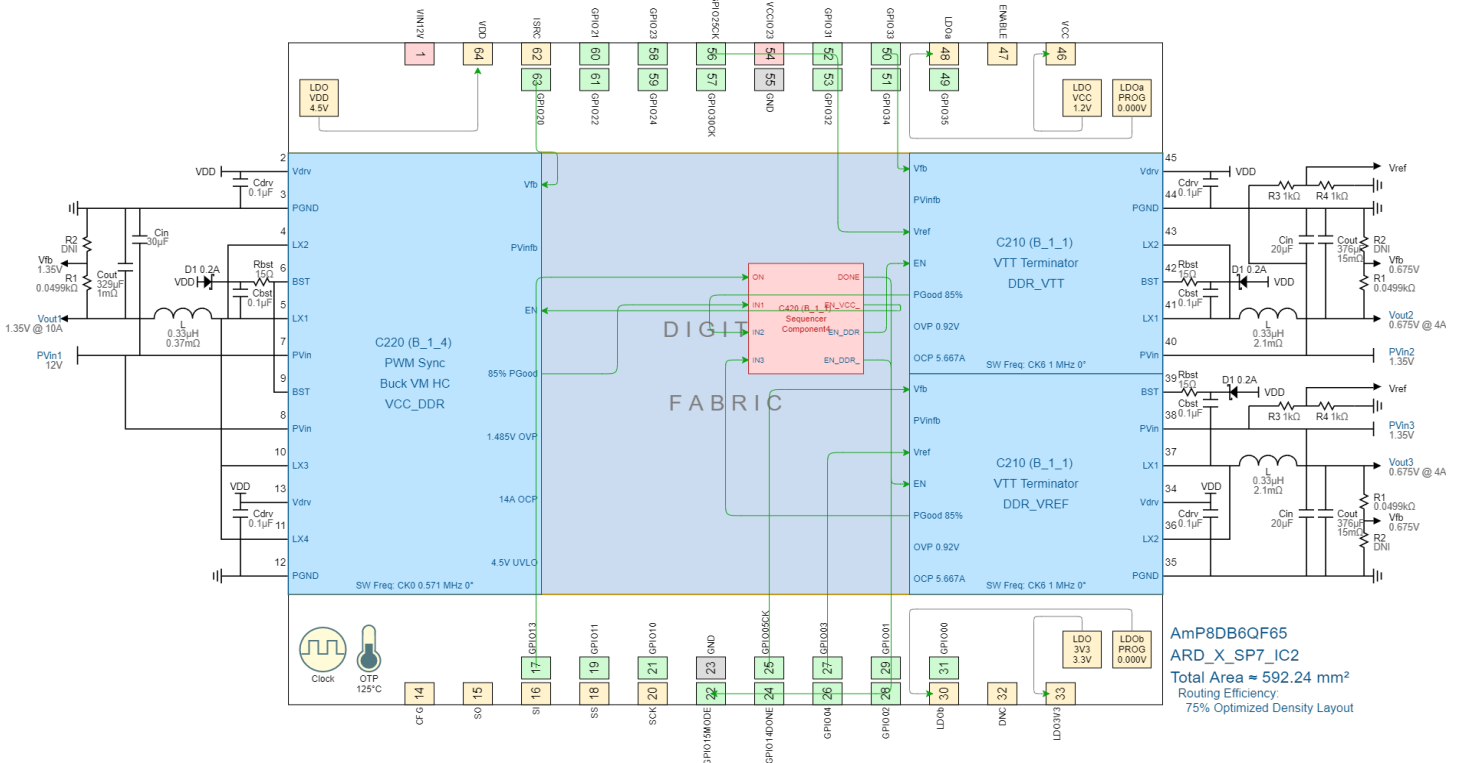 VIN12V
VDD
ISRC
GPIO21
GPIO23
GPIO25CK
VCCIO23
GPIO31
GPIO33
LDOa
ENABLE
VCC
1
64
62
60
58
56
54
52
50
48
47
46
63
61
59
57
55
53
51
49
GPIO20
GPIO22
GPIO24
GPIO30CK
GND
GPIO32
GPIO34
GPIO35
LDO
VDD
4.5V
LDO
VCC
1.2V
LDOa
PROG
0.000V
VDD
Cdrv
0.1µF
Cin
30µF
R2
DNI
Vfb
1.35V
R1
0.0499kΩ
Cout
329µF
1mΩ
D1 0.2A
VDD
Rbst
15Ω
Cbst
0.1µF
Vout1
1.35V @ 10A
L
0.33µH
0.37mΩ
PVin1
12V
VDD
Cdrv
0.1µF
2
3
4
6
5
7
9
8
10
13
11
12
Vdrv
PGND
LX2
BST
LX1
PVin
BST
PVin
LX3
Vdrv
LX4
PGND
C220 (B_1_4)
PWM Sync
Buck VM HC
VCC_DDR
Vfb
PVinfb
EN
85% PGood
1.485V OVP
14A OCP
4.5V UVLO
SW Freq: CK0 0.571 MHz 0°
DIGIT
FABRIC
ON
IN1
IN2
IN3
DONE
EN_VCC_
EN_DDR
EN_DDR_
C420 (B_1_1)
Sequencer
Component4
Vfb
PVinfb
Vref
EN
PGood 85%
OVP 0.92V
OCP 5.667A
C210 (B_1_1)
VTT Terminator
DDR_VTT
SW Freq: CK6 1 MHz 0°
Vdrv
PGND
LX2
BST
LX1
PVin
45
44
43
42
41
40
Vfb
PVinfb
Vref
EN
PGood 85%
OVP 0.92V
OCP 5.667A
C210 (B_1_1)
VTT Terminator
DDR_VREF
SW Freq: CK6 1 MHz 0°
BST
PVin
LX1
Vdrv
LX2
PGND
39
38
37
34
36
35
VDD
Cdrv
0.1µF
R3 1kΩ
R4 1kΩ
Vref
Cin
20µF
Cout
376µF
15mΩ
R2
DNI
Vfb
0.675V
R1
0.0499kΩ
Rbst
15Ω
D1 0.2A
VDD
Cbst
0.1µF
Vout2
0.675V @ 4A
L
0.33µH
2.1mΩ
PVin2
1.35V
Rbst
15Ω
D1 0.2A
VDD
Vref
Cbst
0.1µF
R3 1kΩ
R4 1kΩ
PVin3
1.35V
Vout3
0.675V @ 4A
L
0.33µH
2.1mΩ
VDD
Cdrv
0.1µF
Cin
20µF
Cout
376µF
15mΩ
R1
0.0499kΩ
Vfb
0.675V
R2
DNI
Clock
OTP
125°C
GPIO13
GPIO11
GPIO10
GND
GPIO05CK
GPIO03
GPIO01
GPIO00
17
19
21
23
25
27
29
31
14
15
16
18
20
22
24
26
28
30
32
33
CFG
SO
SI
SS
SCK
GPIO15MODE
GPIO14DONE
GPIO04
GPIO02
LDOb
DNC
LDO3V3
LDO
3V3
3.3V
LDOb
PROG
0.000V
AmP8DB6QF65
ARD_X_SP7_IC2
Total Area ≈ 592.24 mm²
Routing Efficiency:
75% Optimized Density Layout